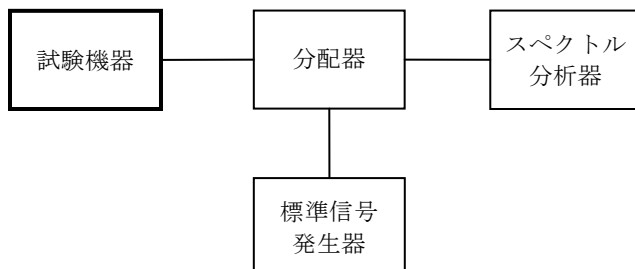 試験機器
分配器
スペクトル
分析器
標準信号
発生器